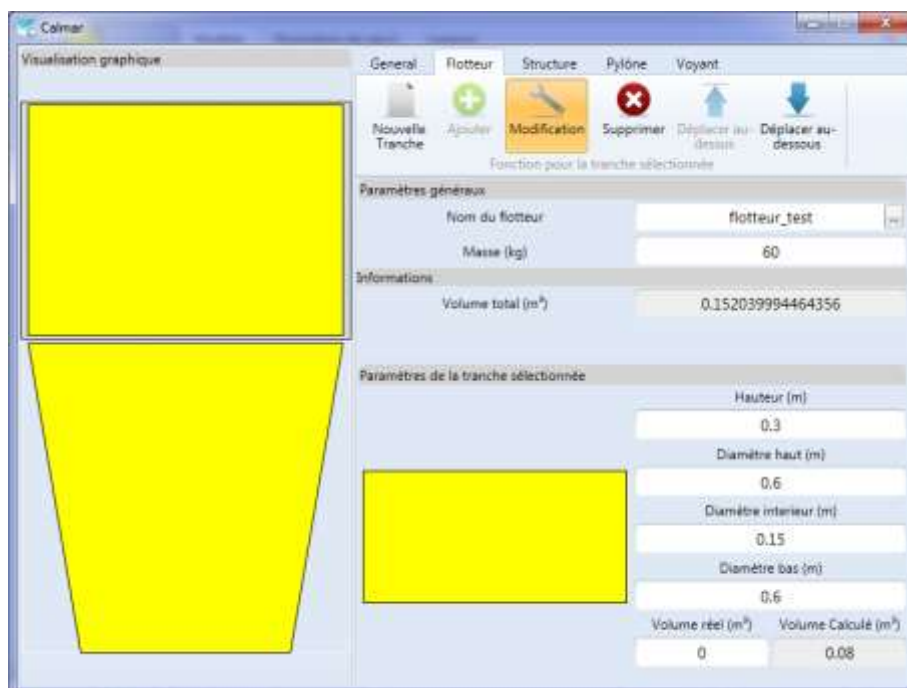 Calmar
Visualisation graphique
General Flotteur Structure Pylône Voyant
Nouvelle Tranche
Ajouter
Modification
Supprimer
Déplacer au-dessus
Déplacer au-dessous
Fonction pour la tranche sélectionnée
Paramètres généraux
Nom du flotteur flotteur_test ...
Masse (kg) 60
Informations
Volume total (m³) 0.152039994464356
Paramètres de la tranche sélectionnée
Hauteur (m)
0.3
Diamètre haut (m)
0.6
Diamètre interieur (m)
0.15
Diamètre bas (m)
0.6
Volume réel (m³) Volume Calculé (m³)
0 0.08